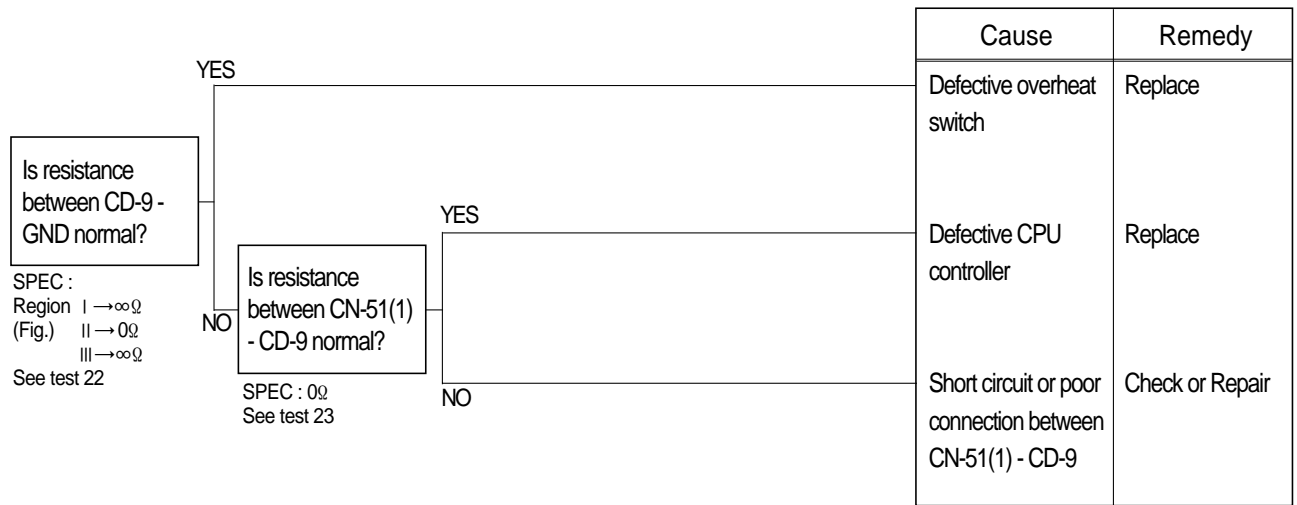 Cause
Remedy
YES
Defective overheat
switch
Replace
Is resistance
between CD-9 -
GND normal?
SPEC :
Region Ⅰ→∞Ω
(Fig.) Ⅱ→0Ω
Ⅲ→∞Ω
See test 22
NO
Is resistance
between CN-51(1)
- CD-9 normal?
SPEC : 0Ω
See test 23
YES
Defective CPU
controller
Replace
NO
Short circuit or poor
connection between
CN-51(1) - CD-9
Check or Repair